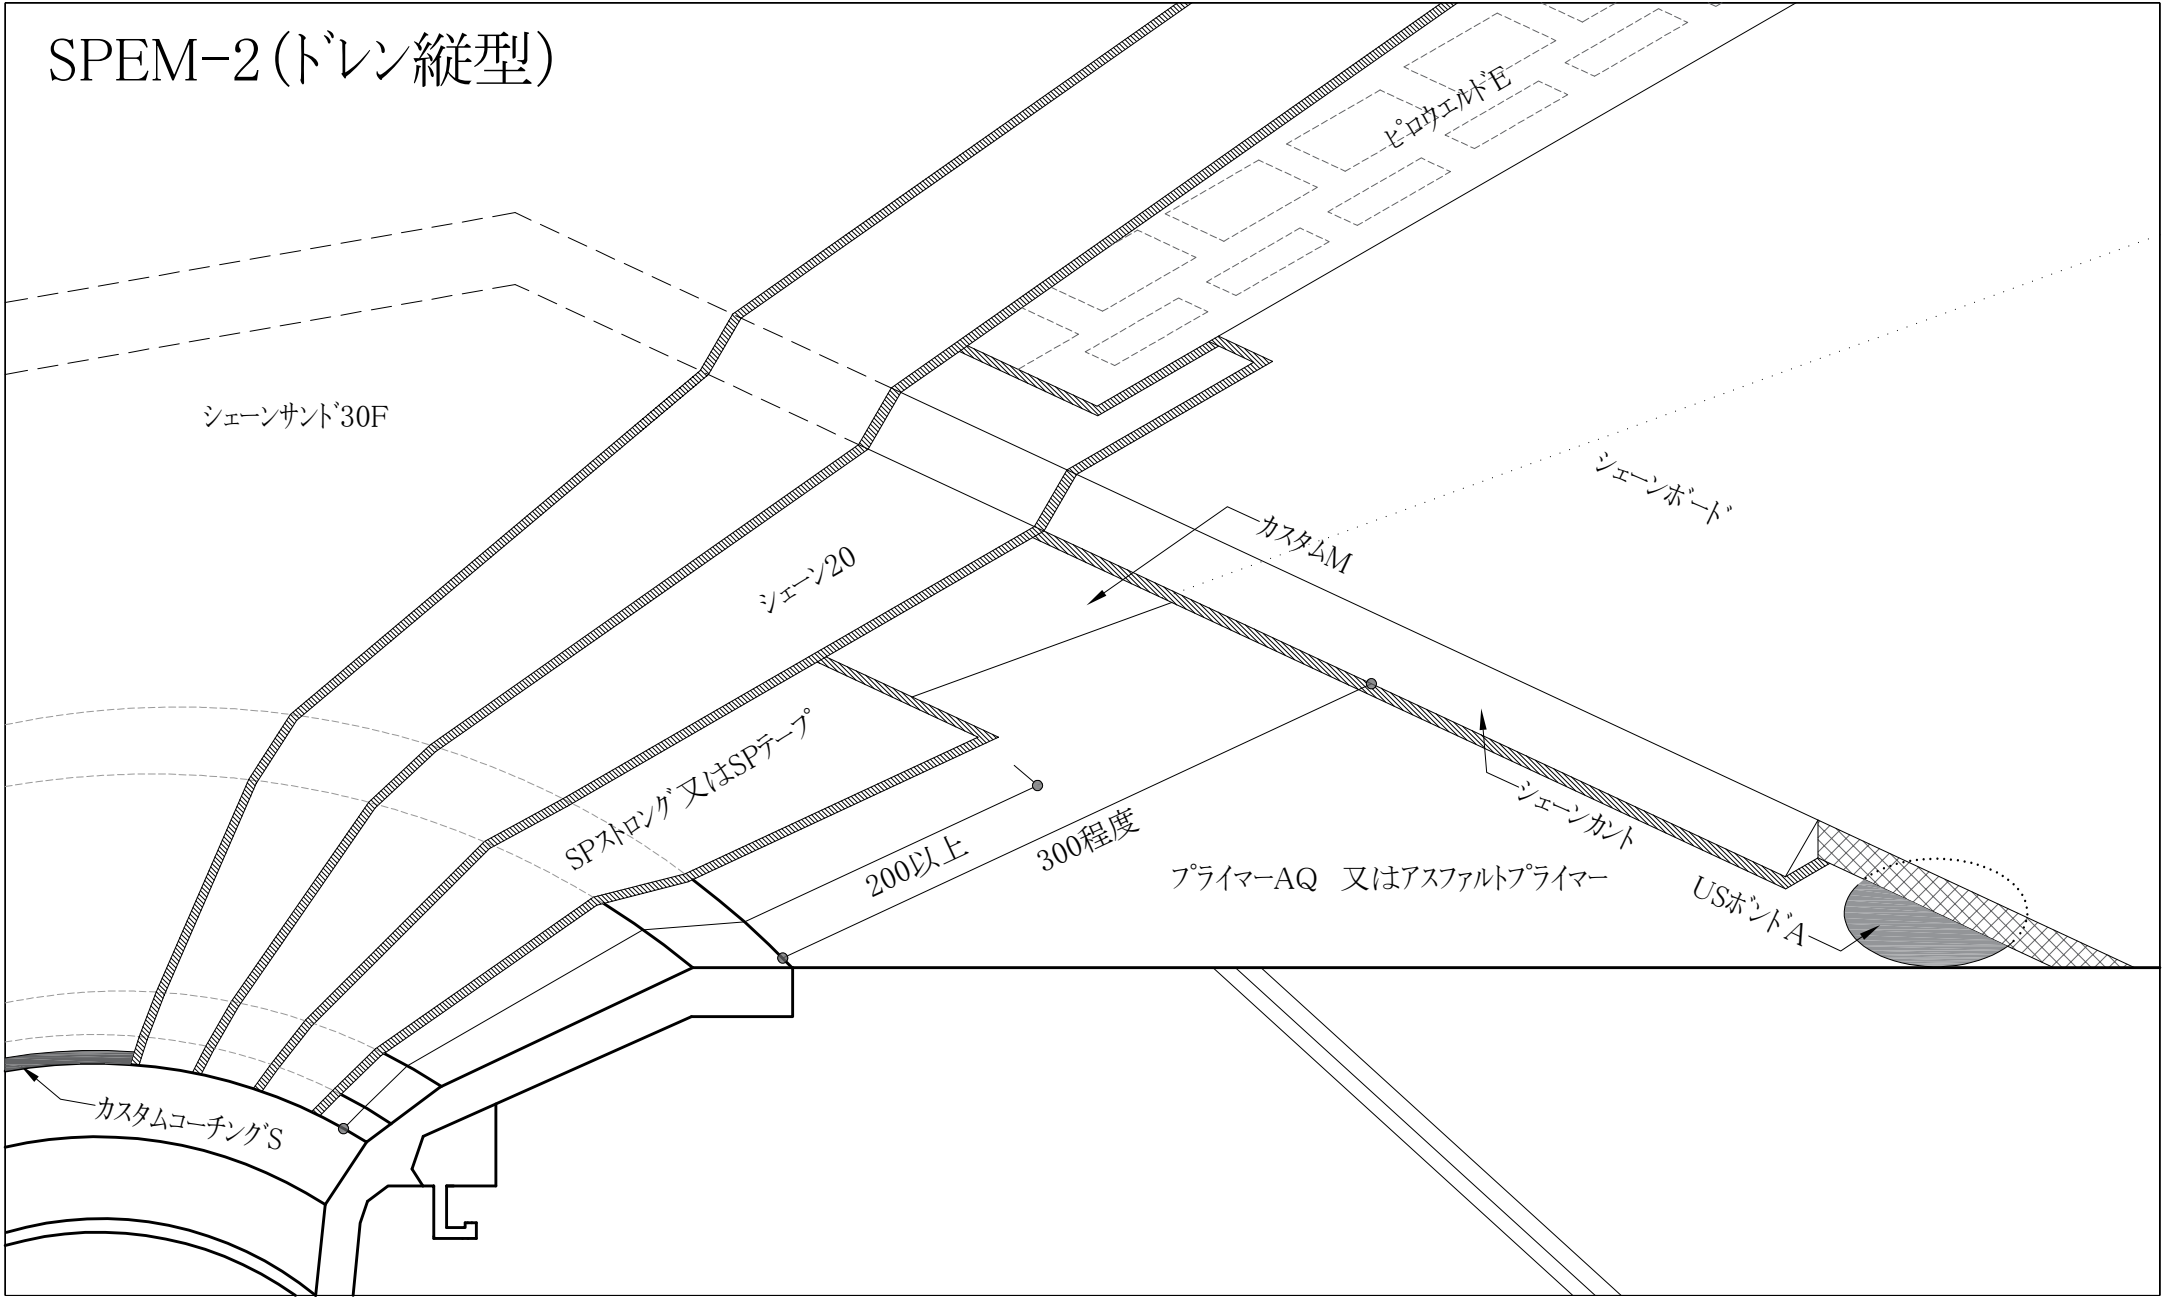 SPEM-2(ドレン縦型)
ピロウェルドE
シェーンサンド30F
シェーンボード
カスタムM
シェーン20
SPストロング 又はSPテープ
シェーンカント
200以上
300程度
プライマーAQ 又はアスファルトプライマー
USボンドA
カスタムコーチングS